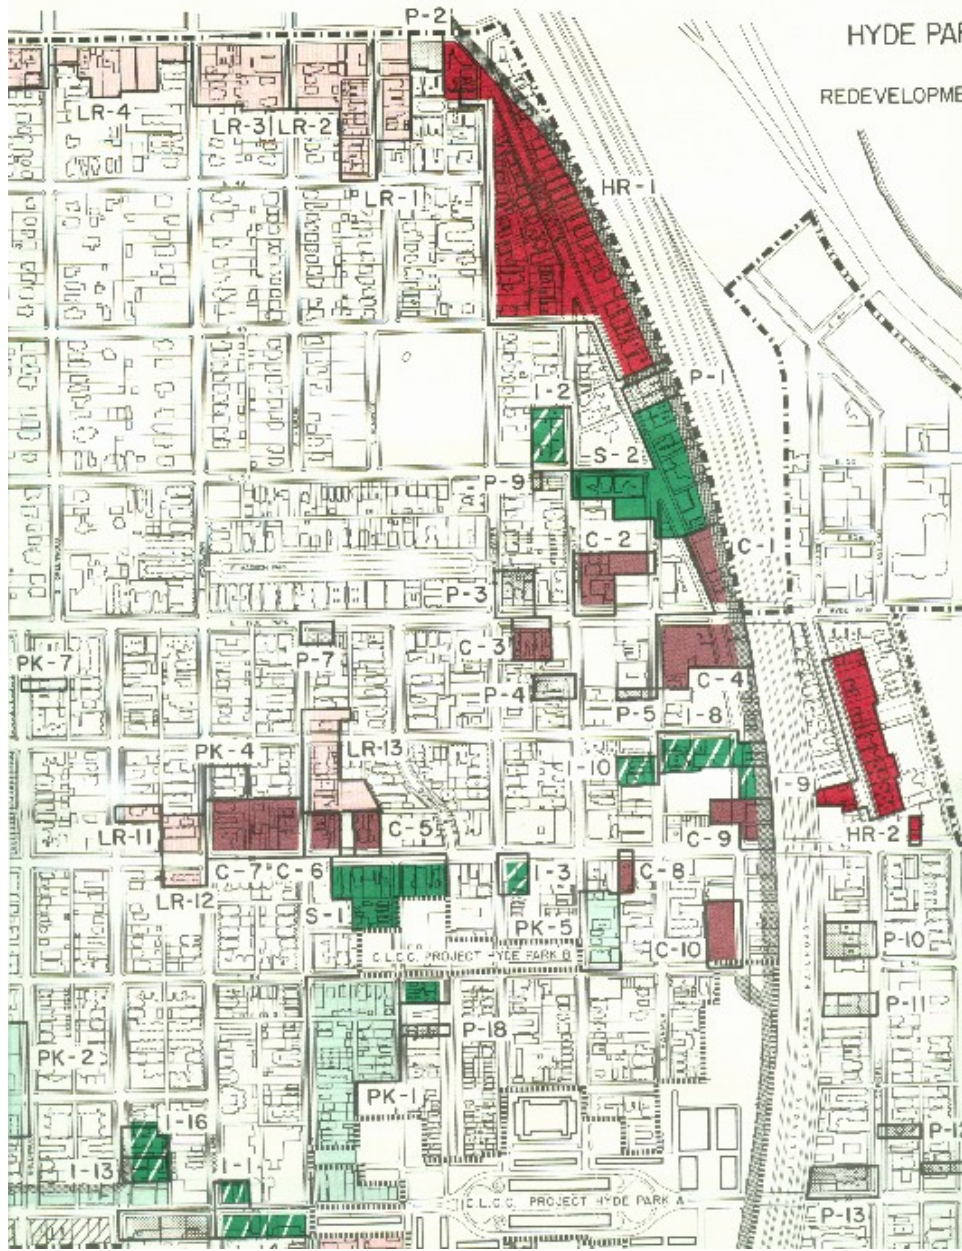 P-2
HYDE PAR
REDEVELOPME
LR-4
LR-3
LR-2
HR-1
LR-1
P-1
I-2
S-2
P-9
C-1
C-2
P-3
P-7
C-3
PK-7
P-4
C-4
P-5
I-8
PK-4
LR-13
I-10
I-9
LR-11
C-5
C-9
HR-2
C-7
C-6
I-3
C-8
LR-12
S-1
PK-5
C-10
P-10
C.L.C.C. PROJECT HYDE PARK B
P-11
P-18
PK-2
PK-1
I-16
P-12
I-13
I-1
C.L.C.C. PROJECT HYDE PARK A
P-13